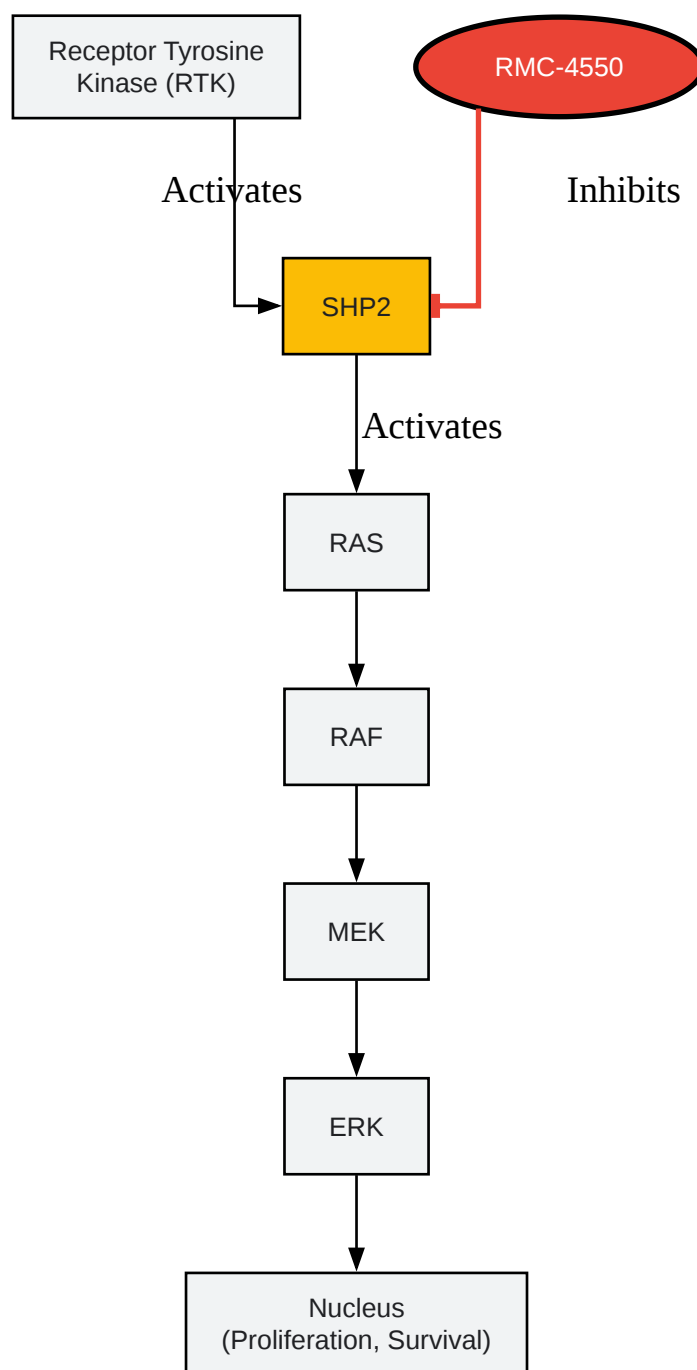 Receptor Tyrosine
Kinase (RTK)
RMC-4550
Activates
Inhibits
SHP2
Activates
RAS
RAF
MEK
ERK
Nucleus
(Proliferation, Survival)